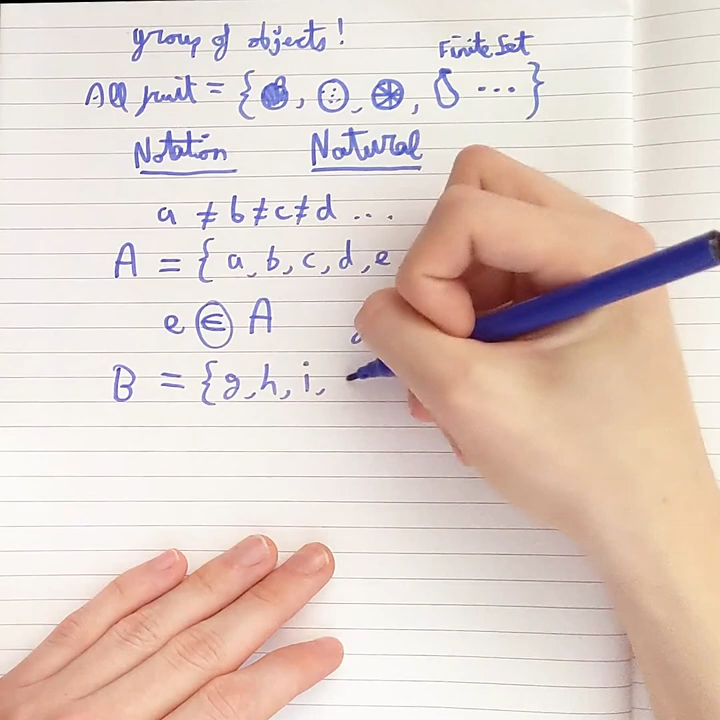 group of objects!
Finite Set
All fruit = { , , , ... }
Notation Natural
a ≠ b ≠ c ≠ d ...
A = { a, b, c, d, e
e ∈ A
B = { g, h, i,